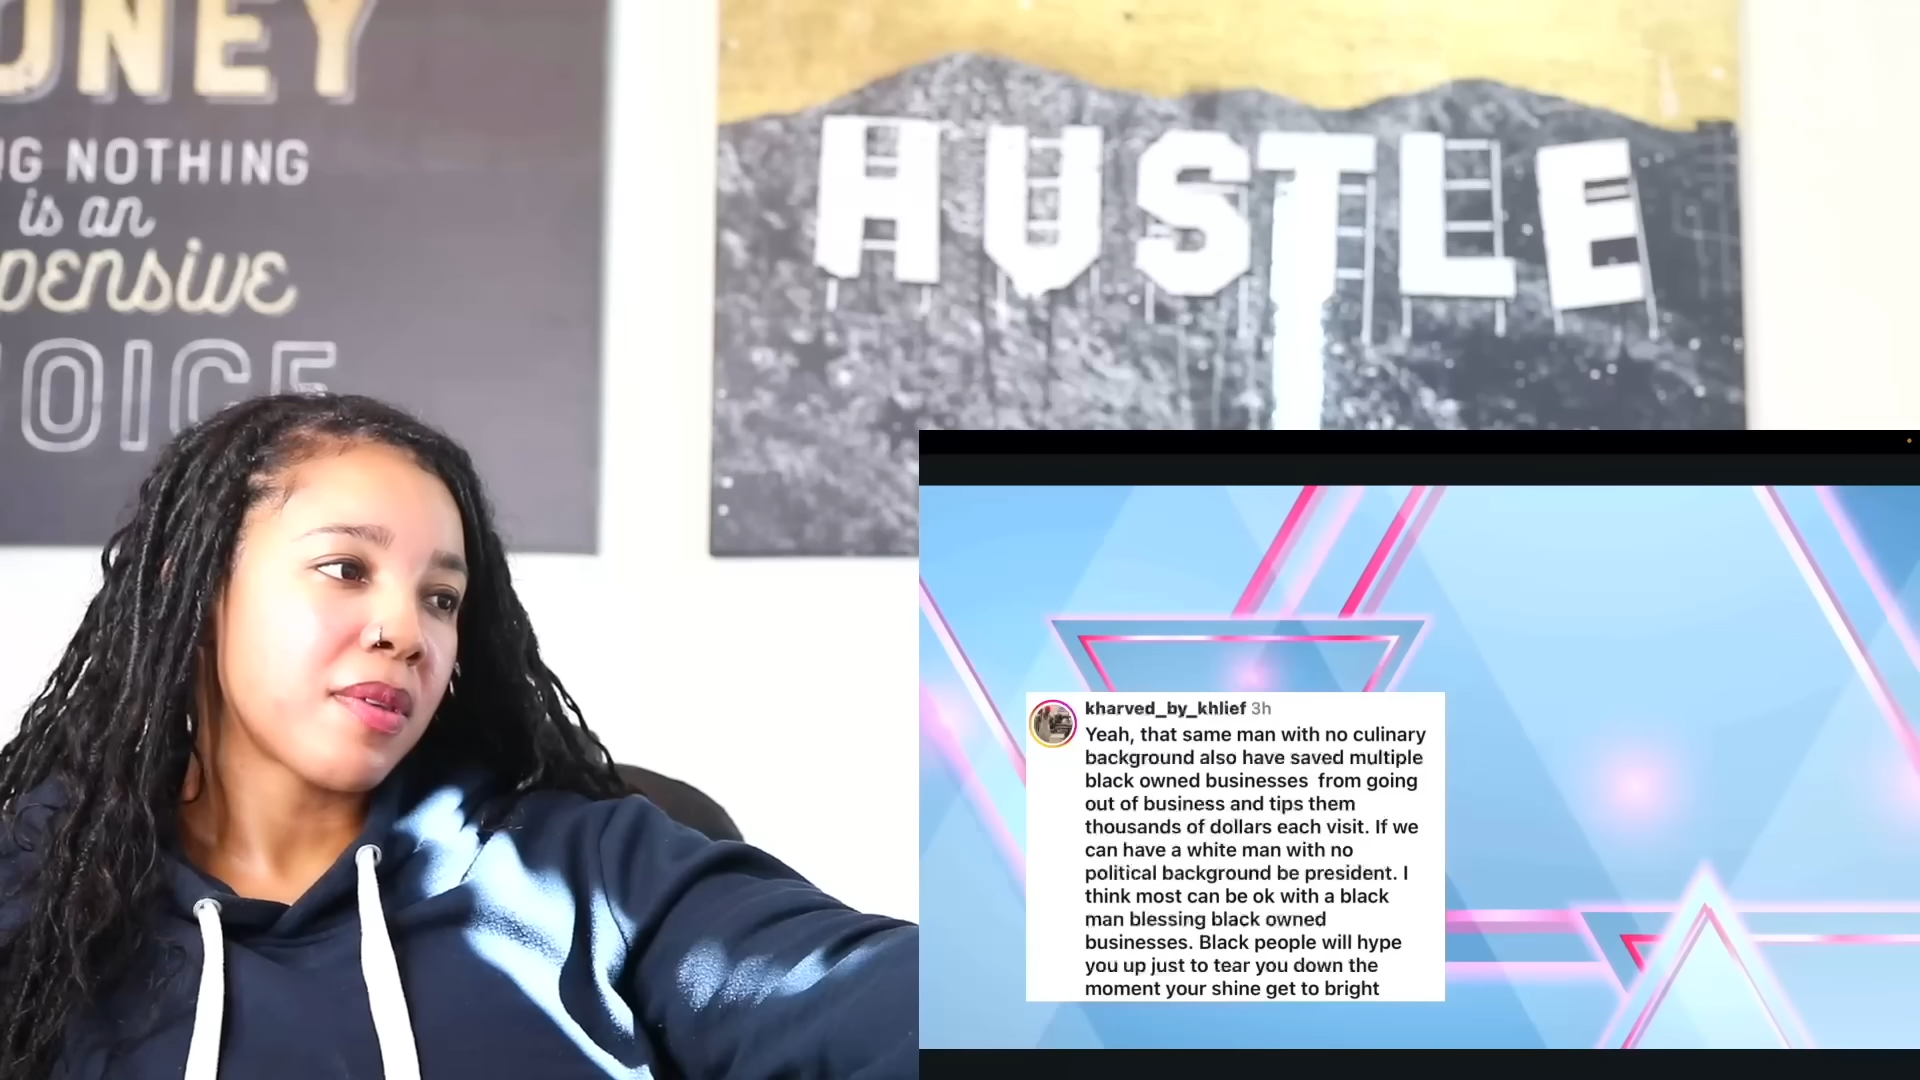 ONEY
NG NOTHING
is an
pensive
OICE
HUSTLE
kharved_by_khlief 3h
Yeah, that same man with no culinary
background also have saved multiple
black owned businesses from going
out of business and tips them
thousands of dollars each visit. If we
can have a white man with no
political background be president. I
think most can be ok with a black
man blessing black owned
businesses. Black people will hype
you up just to tear you down the
moment your shine get to bright